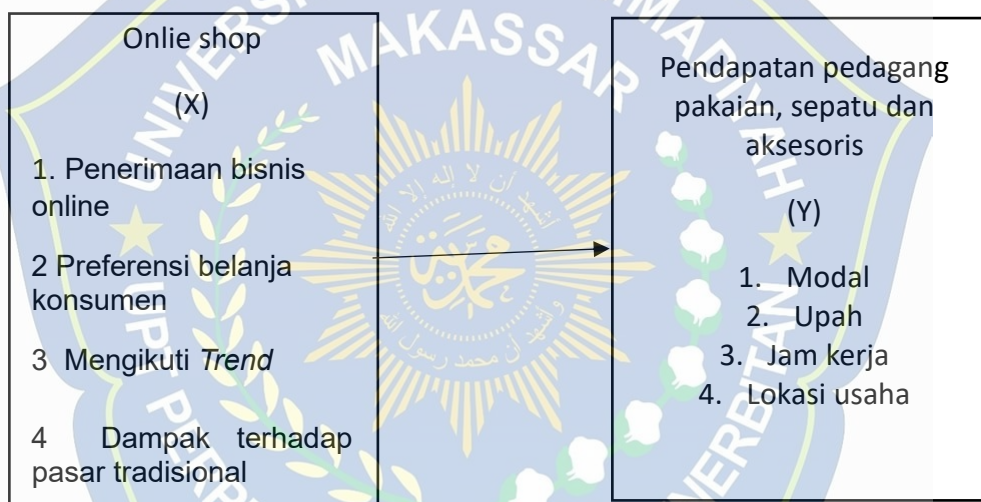 Onlie shop
(X)
1. Penerimaan bisnis
online
2 Preferensi belanja
konsumen
3 Mengikuti Trend
4 Dampak terhadap
pasar tradisional
Pendapatan pedagang
pakaian, sepatu dan
aksesoris
(Y)
1. Modal
2. Upah
3. Jam kerja
4. Lokasi usaha
MAKASSAR